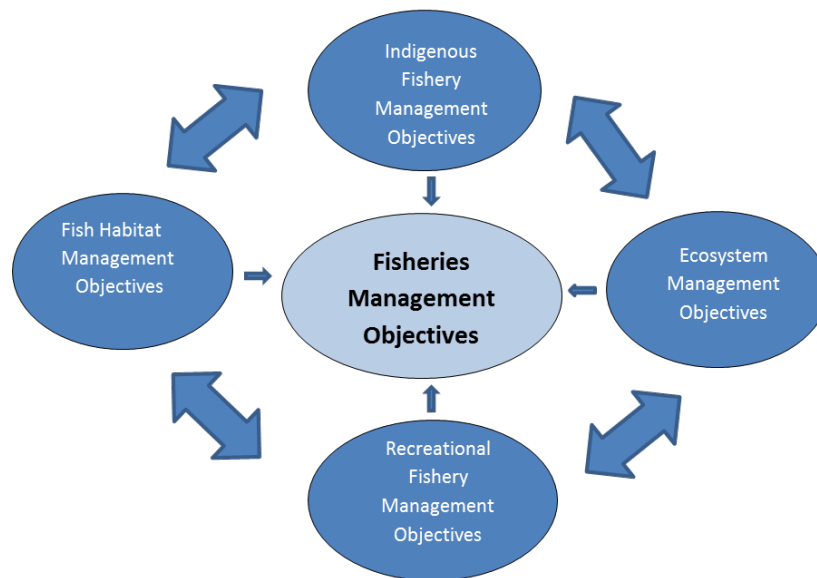 Indigenous
Fishery
Management
Objectives
Fish Habitat
Management
Objectives
Fisheries
Management
Objectives
Ecosystem
Management
Objectives
Recreational
Fishery
Management
Objectives